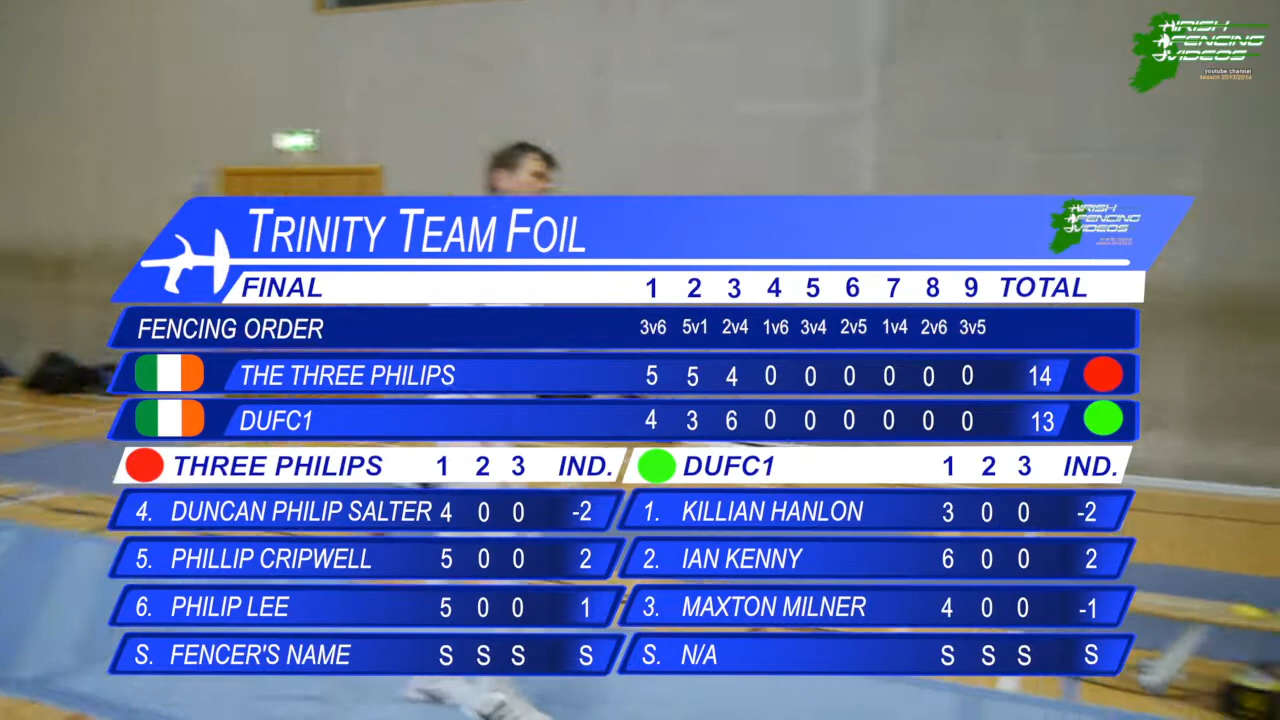 IRISH
FENCING
VIDEOS
youtube channel
season 2013/2014
TRINITY TEAM FOIL
IRISH
FENCING
VIDEOS
FINAL 1 2 3 4 5 6 7 8 9 TOTAL
FENCING ORDER 3v6 5v1 2v4 1v6 3v4 2v5 1v4 2v6 3v5
THE THREE PHILIPS 5 5 4 0 0 0 0 0 0 14
DUFC1 4 3 6 0 0 0 0 0 0 13
THREE PHILIPS 1 2 3 IND. DUFC1 1 2 3 IND.
4. DUNCAN PHILIP SALTER 4 0 0 -2 1. KILLIAN HANLON 3 0 0 -2
5. PHILLIP CRIPWELL 5 0 0 2 2. IAN KENNY 6 0 0 2
6. PHILIP LEE 5 0 0 1 3. MAXTON MILNER 4 0 0 -1
S. FENCER'S NAME S S S S S. N/A S S S S